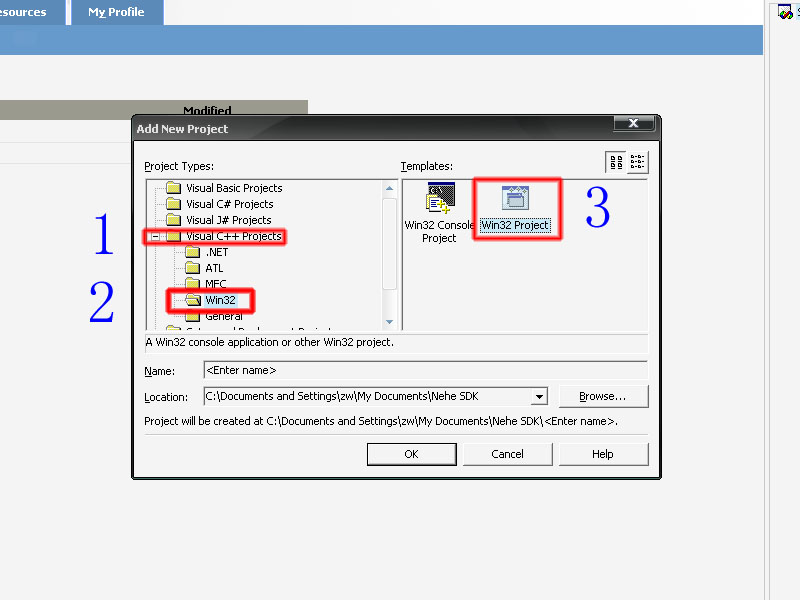 My Profile
Modified
Add New Project
Project Types:
Templates:
Visual Basic Projects
Visual C# Projects
Visual J# Projects
Visual C++ Projects
.NET
ATL
MFC
Win32
General
Win32 Console
Project
Win32 Project
1
2
3
A Win32 console application or other Win32 project.
Name:
<Enter name>
Location:
C:\Documents and Settings\zw\My Documents\Nehe SDK
Browse...
Project will be created at C:\Documents and Settings\zw\My Documents\Nehe SDK\<Enter name>.
OK
Cancel
Help